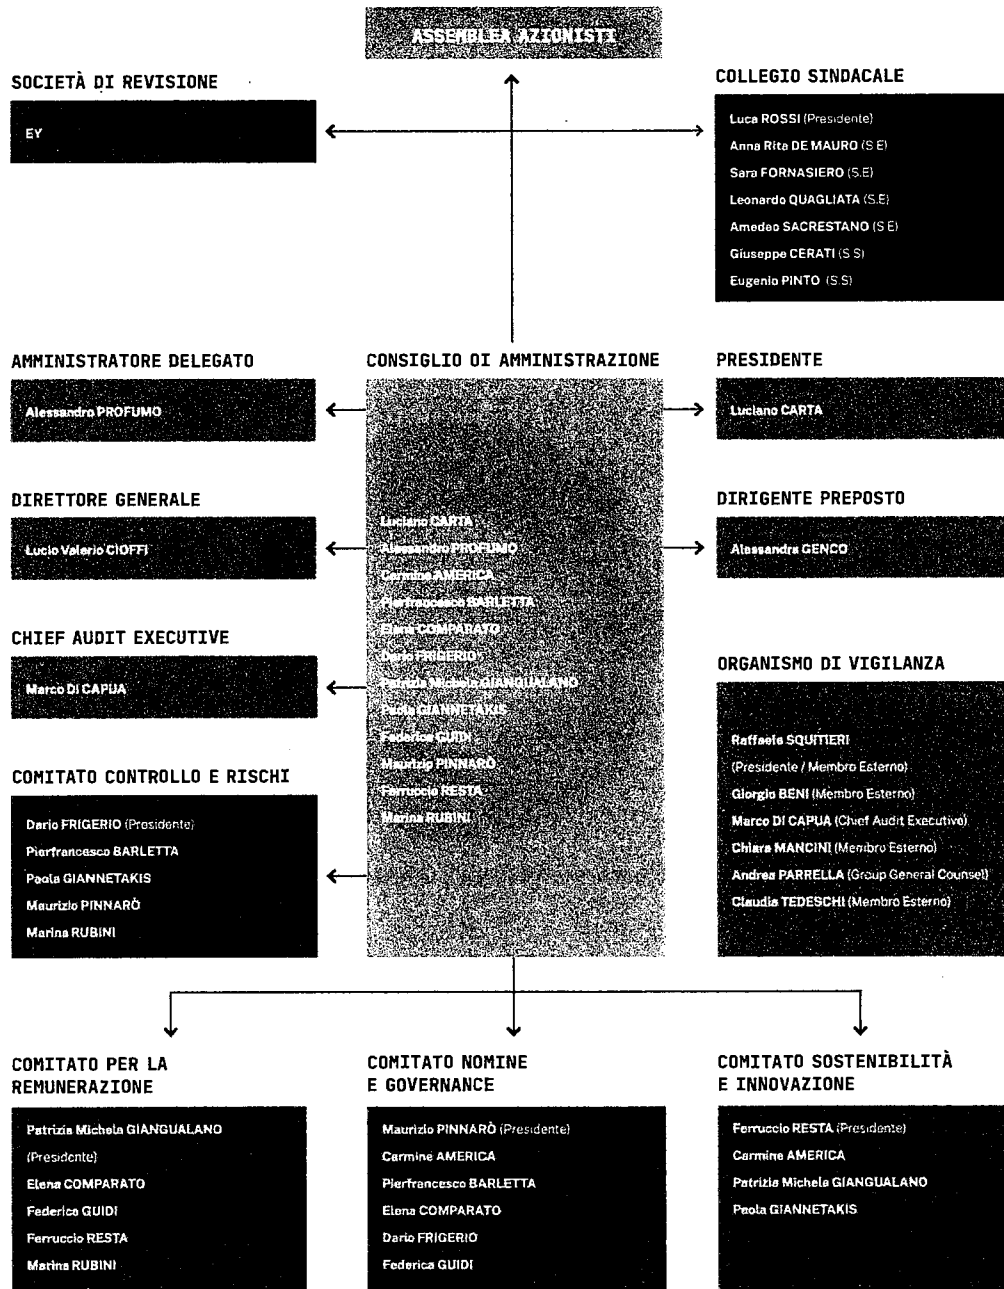 ASSEMBLEA AZIONISTI
SOCIETÀ DI REVISIONE
EY
COLLEGIO SINDACALE
Luca ROSSI (Presidente)
Anna Rita DE MAURO (S.E)
Sara FORNASIERO (S.E)
Leonardo QUAGLIATA (S.E)
Amedeo SACRESTANO (S.E)
Giuseppe CERATI (S.S)
Eugenio PINTO (S.S)
AMMINISTRATORE DELEGATO
Alessandro PROFUMO
DIRETTORE GENERALE
Lucio Valerio CIOFFI
CHIEF AUDIT EXECUTIVE
Marco DI CAPUA
COMITATO CONTROLLO E RISCHI
Dario FRIGERIO (Presidente)
Pierfrancesco BARLETTA
Paola GIANNETAKIS
Maurizio PINNARÒ
Marina RUBINI
CONSIGLIO DI AMMINISTRAZIONE
Luciano CARTA
Alessandro PROFUMO
Carmine AMERICA
Pierfrancesco BARLETTA
Elena COMPARATO
Dario FRIGERIO
Patrizia Michela GIANGUALANO
Paola GIANNETAKIS
Federica GUIDI
Maurizio PINNARÒ
Ferruccio RESTA
Marina RUBINI
PRESIDENTE
Luciano CARTA
DIRIGENTE PREPOSTO
Alessandra GENCO
ORGANISMO DI VIGILANZA
Raffaele SQUITIERI
(Presidente / Membro Esterno)
Giorgio BENI (Membro Esterno)
Marco DI CAPUA (Chief Audit Executive)
Chiara MANCINI (Membro Esterno)
Andrea PARRELLA (Group General Counsel)
Claudia TEDESCHI (Membro Esterno)
COMITATO PER LA
REMUNERAZIONE
Patrizia Michela GIANGUALANO
(Presidente)
Elena COMPARATO
Federica GUIDI
Ferruccio RESTA
Marina RUBINI
COMITATO NOMINE
E GOVERNANCE
Maurizio PINNARÒ (Presidente)
Carmine AMERICA
Pierfrancesco BARLETTA
Elena COMPARATO
Dario FRIGERIO
Federica GUIDI
COMITATO SOSTENIBILITÀ
E INNOVAZIONE
Ferruccio RESTA (Presidente)
Carmine AMERICA
Patrizia Michela GIANGUALANO
Paola GIANNETAKIS